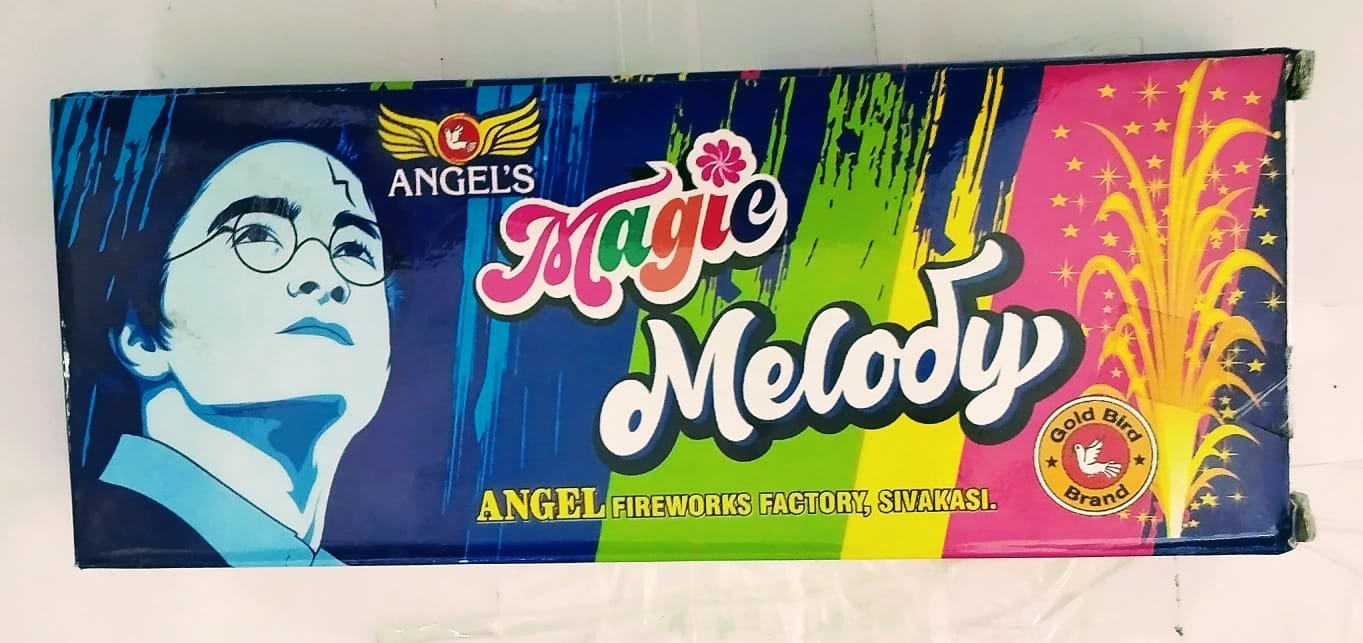 ANGEL'S
Magic
Melody
Gold Bird
Brand
ANGEL FIREWORKS FACTORY, SIVAKASI.